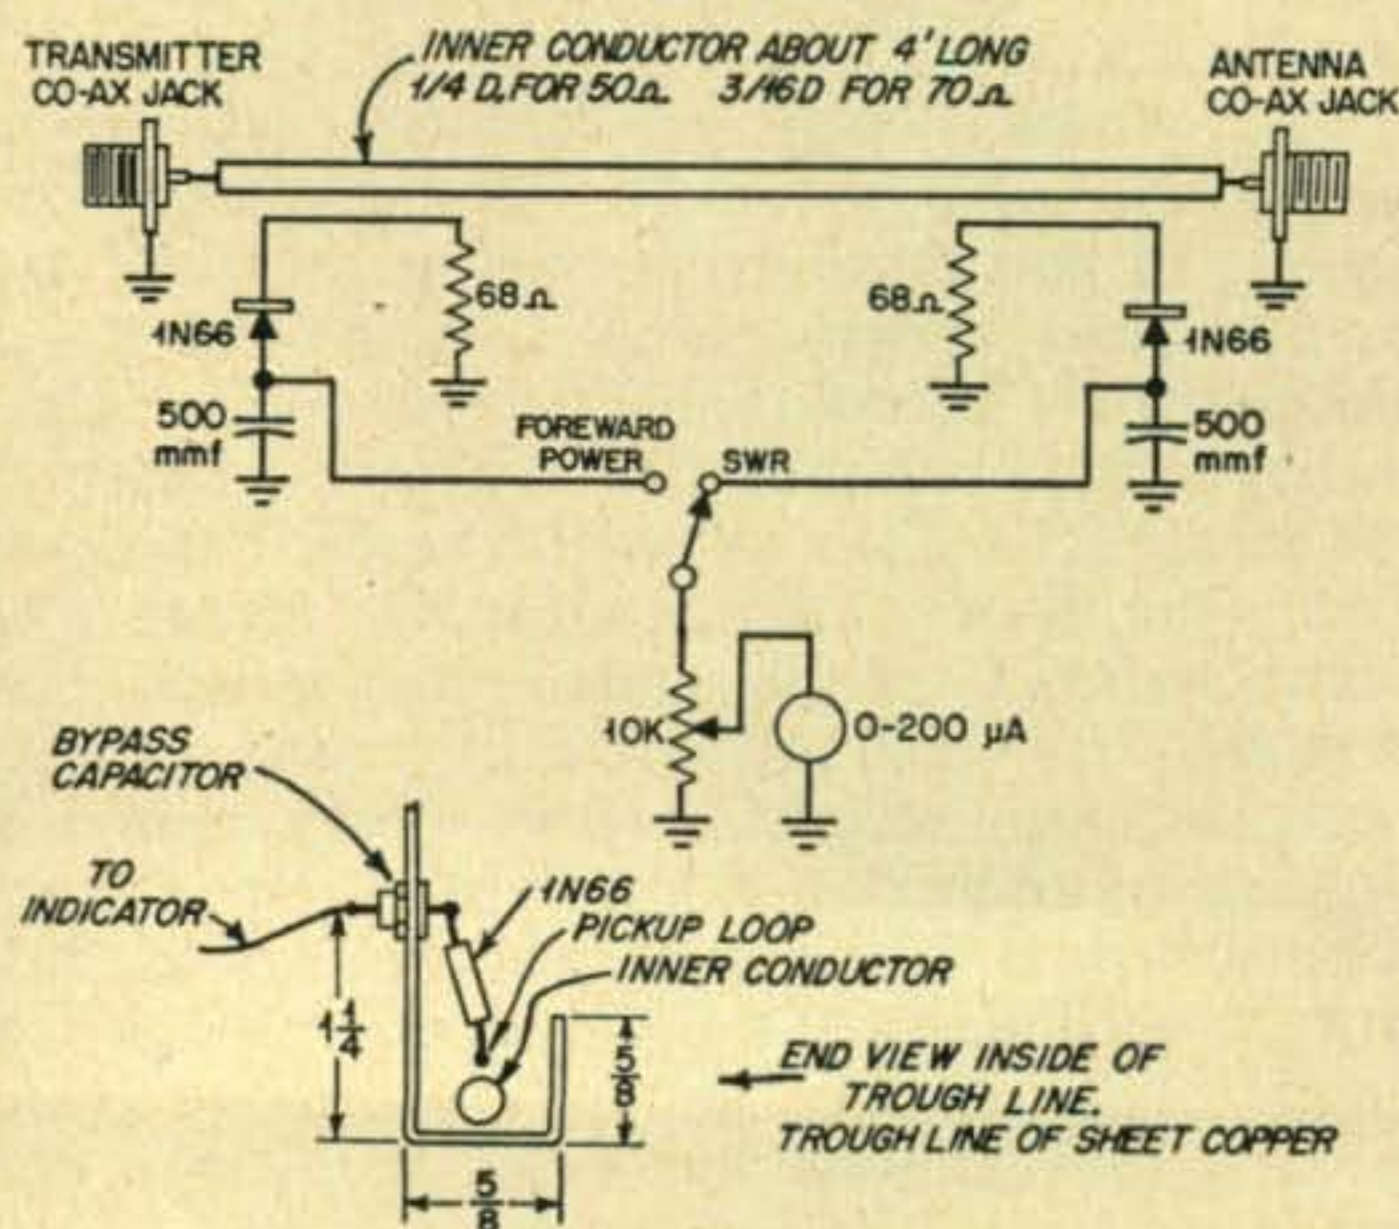 TRANSMITTER
CO-AX JACK
INNER CONDUCTOR ABOUT 4' LONG
1/4 D, FOR 50Ω 3/16D FOR 70Ω
ANTENNA
CO-AX JACK
1N66
68Ω
68Ω
1N66
500
mmf
FOREWARD
POWER
SWR
500
mmf
10K
0-200 µA
BYPASS
CAPACITOR
TO
INDICATOR
1N66
PICKUP LOOP
INNER CONDUCTOR
1 1/4
5/8
END VIEW INSIDE OF
TROUGH LINE.
TROUGH LINE OF SHEET COPPER
5/8